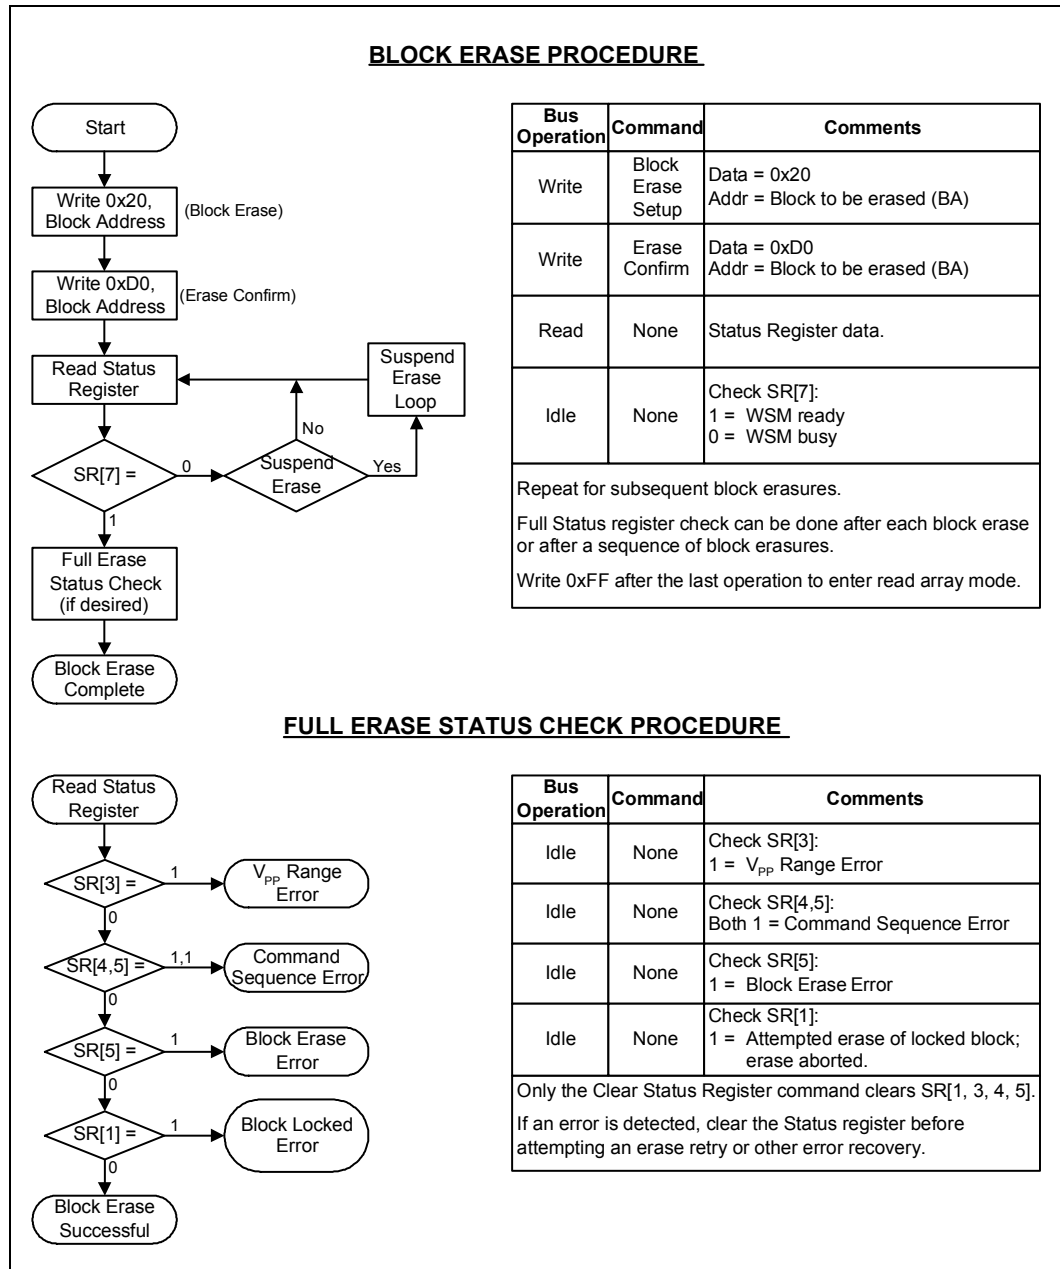 BLOCK ERASE PROCEDURE
Start
Write 0x20,
Block Address
(Block Erase)
Write 0xD0,
Block Address
(Erase Confirm)
Read Status
Register
Suspend
Erase
Loop
No
SR[7] =
0
Suspend
Erase
Yes
1
Full Erase
Status Check
(if desired)
Block Erase
Complete
Bus
Operation
Command
Comments
Write
Block
Erase
Setup
Data = 0x20
Addr = Block to be erased (BA)
Write
Erase
Confirm
Data = 0xD0
Addr = Block to be erased (BA)
Read
None
Status Register data.
Idle
None
Check SR[7]:
1 = WSM ready
0 = WSM busy
Repeat for subsequent block erasures.
Full Status register check can be done after each block erase
or after a sequence of block erasures.
Write 0xFF after the last operation to enter read array mode.
FULL ERASE STATUS CHECK PROCEDURE
Read Status
Register
SR[3] =
1
VPP Range
Error
0
SR[4,5] =
1,1
Command
Sequence Error
0
SR[5] =
1
Block Erase
Error
0
SR[1] =
1
Block Locked
Error
0
Block Erase
Successful
Bus
Operation
Command
Comments
Idle
None
Check SR[3]:
1 = VPP Range Error
Idle
None
Check SR[4,5]:
Both 1 = Command Sequence Error
Idle
None
Check SR[5]:
1 = Block Erase Error
Idle
None
Check SR[1]:
1 = Attempted erase of locked block;
erase aborted.
Only the Clear Status Register command clears SR[1, 3, 4, 5].
If an error is detected, clear the Status register before
attempting an erase retry or other error recovery.